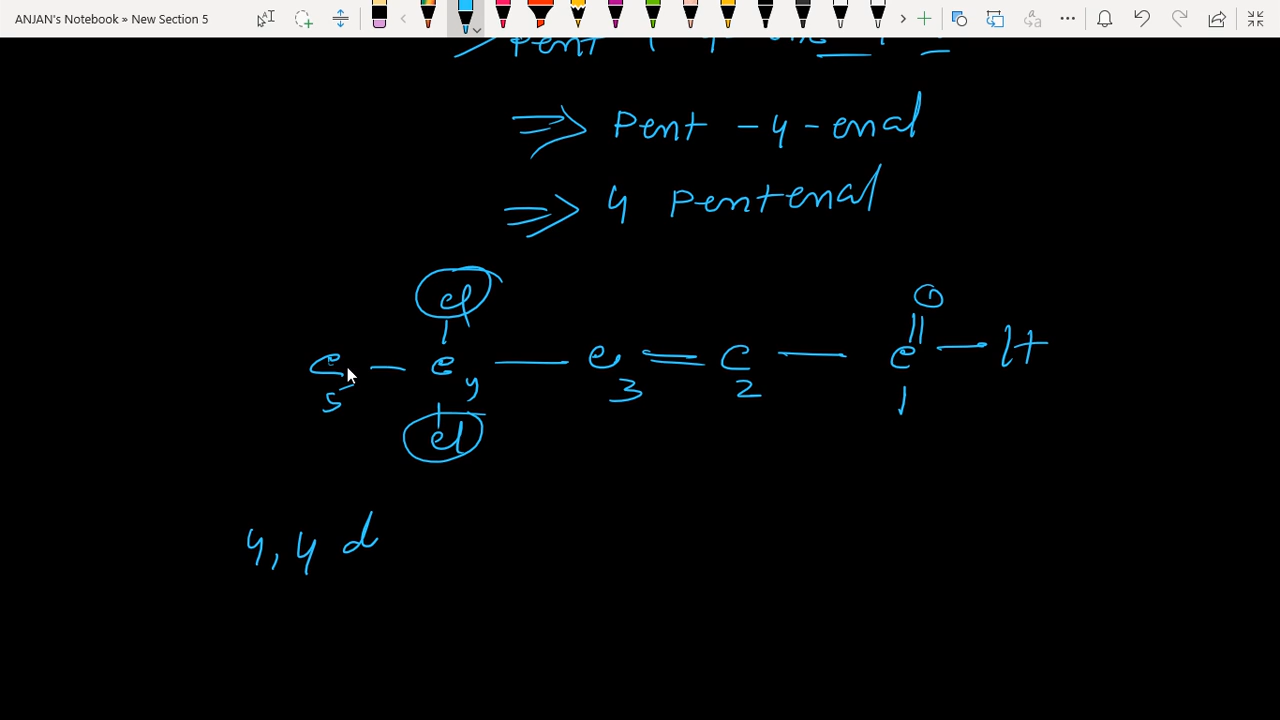 ANJAN's Notebook » New Section 5
Pent
⇒ Pent - 4 - enal
⇒ 4 Pentenal
Cl O
C — C — C = C — C — H
5 4 3 2 1
Cl
4, 4 d